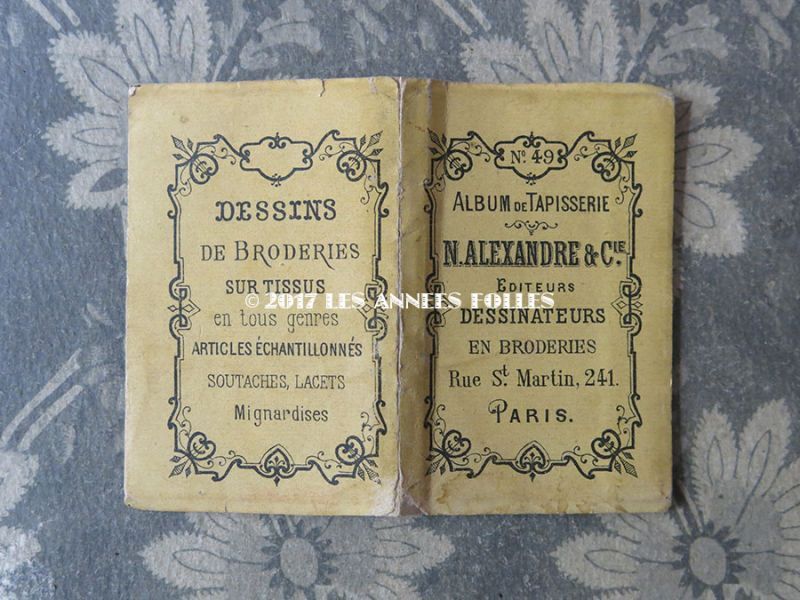 DESSINS
DE BRODERIES
SUR TISSUS
en tous genres
ARTICLES ÉCHANTILLONNÉS
SOUTACHES, LACETS
Mignardises
Nº 49
ALBUM DE TAPISSERIE
N. ALEXANDRE & CIE.
EDITEURS
DESSINATEURS
EN BRODERIES
Rue St. Martin, 241.
PARIS.
© 2017 LES ANNEES FOLLES